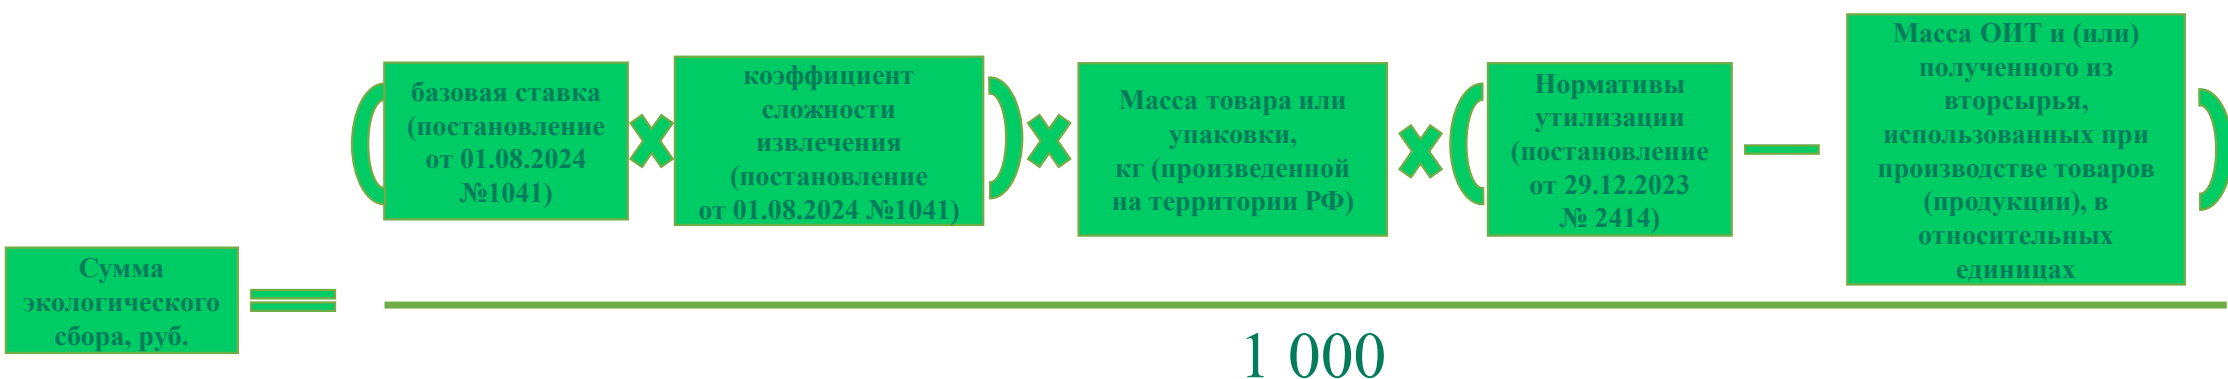 базовая ставка
(постановление
от 01.08.2024
№1041)
коэффициент
сложности
извлечения
(постановление
от 01.08.2024 №1041)
Масса товара или
упаковки,
кг (произведенной
на территории РФ)
Нормативы
утилизации
(постановление
от 29.12.2023
№ 2414)
Масса ОИТ и (или)
полученного из
вторсырья,
использованных при
производстве товаров
(продукции), в
относительных
единицах
Сумма
экологического
сбора, руб.
1 000